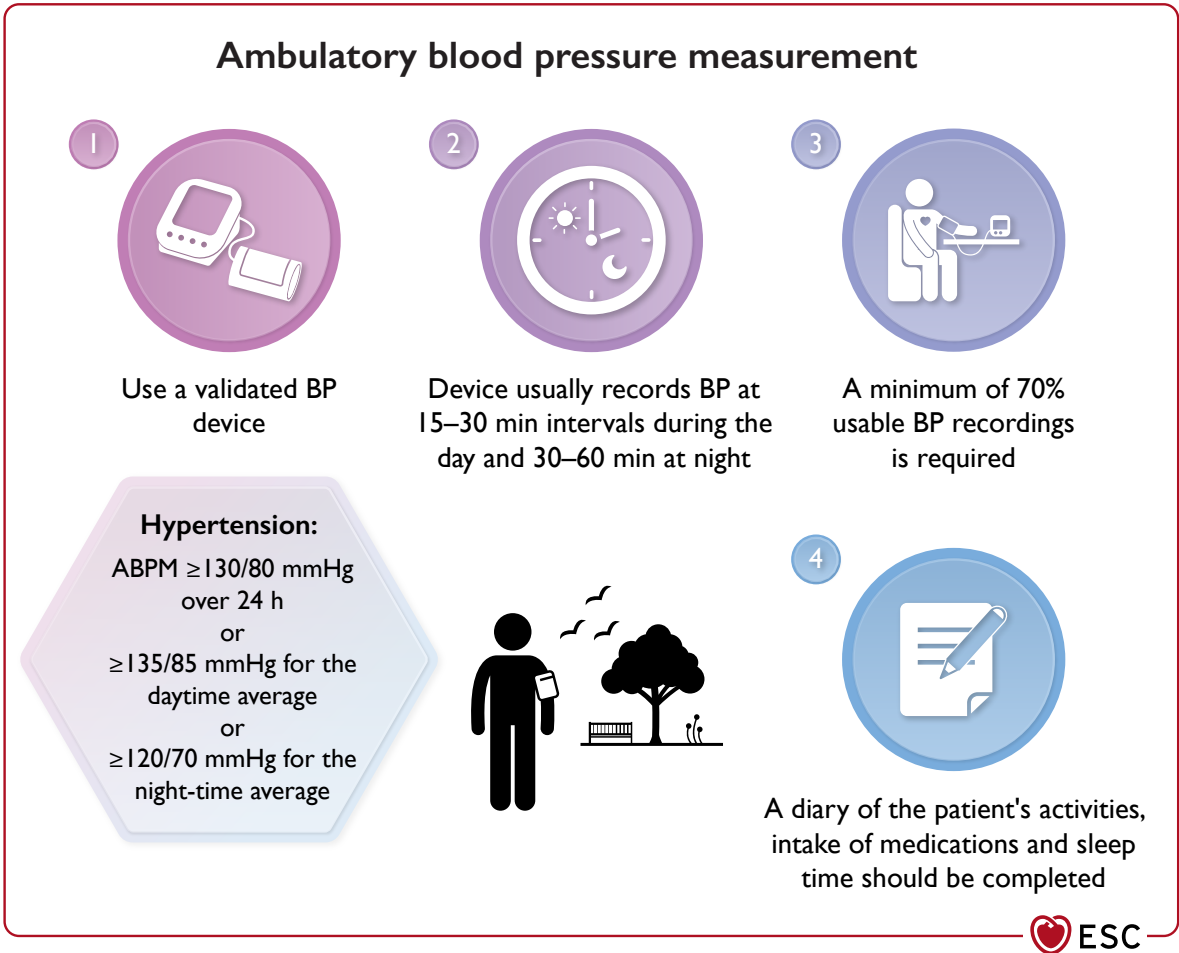 Ambulatory blood pressure measurement
1
Use a validated BP
device
2
Device usually records BP at
15–30 min intervals during the
day and 30–60 min at night
3
A minimum of 70%
usable BP recordings
is required
Hypertension:
ABPM ≥130/80 mmHg
over 24 h
or
≥135/85 mmHg for the
daytime average
or
≥120/70 mmHg for the
night-time average
4
A diary of the patient's activities,
intake of medications and sleep
time should be completed
ESC